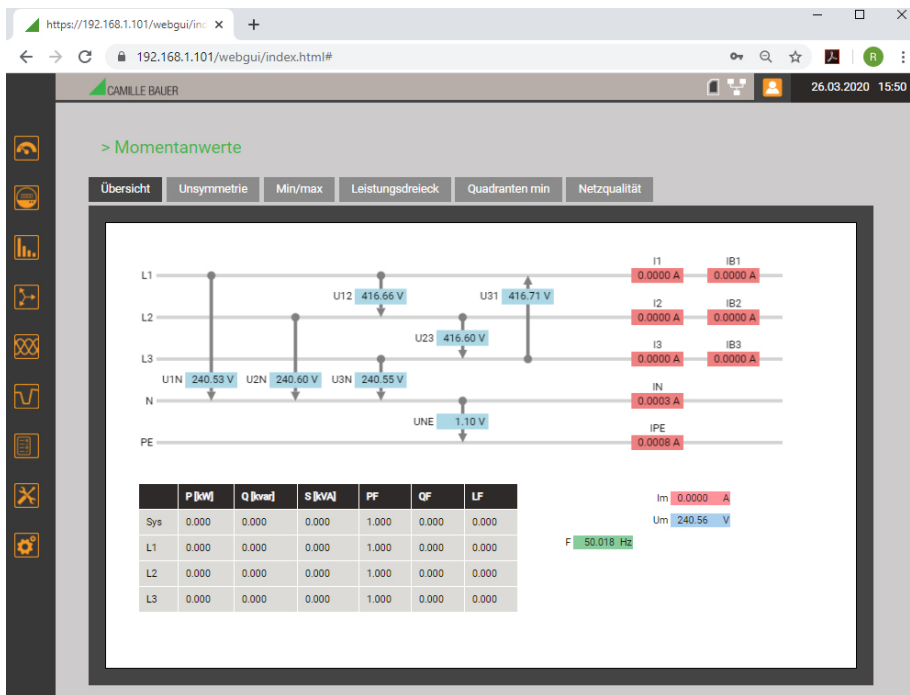 https://192.168.1.101/webgui/ind
192.168.1.101/webgui/index.html#
R
CAMILLE BAUER
26.03.2020 15:50
> Momentanwerte
Übersicht Unsymmetrie Min/max Leistungsdreieck Quadranten min Netzqualität
I1 IB1
L1 0.0000 A 0.0000 A
U12 416.66 V U31 416.71 V
I2 IB2
L2 0.0000 A 0.0000 A
U23 416.60 V
I3 IB3
L3 0.0000 A 0.0000 A
U1N 240.53 V U2N 240.60 V U3N 240.55 V
IN
N 0.0003 A
UNE 1.10 V
IPE
PE 0.0008 A
P [kW] Q [kvar] S [kVA] PF QF LF
Sys 0.000 0.000 0.000 1.000 0.000 0.000
L1 0.000 0.000 0.000 1.000 0.000 0.000
L2 0.000 0.000 0.000 1.000 0.000 0.000
L3 0.000 0.000 0.000 1.000 0.000 0.000
Im 0.0000 A
Um 240.56 V
F 50.018 Hz